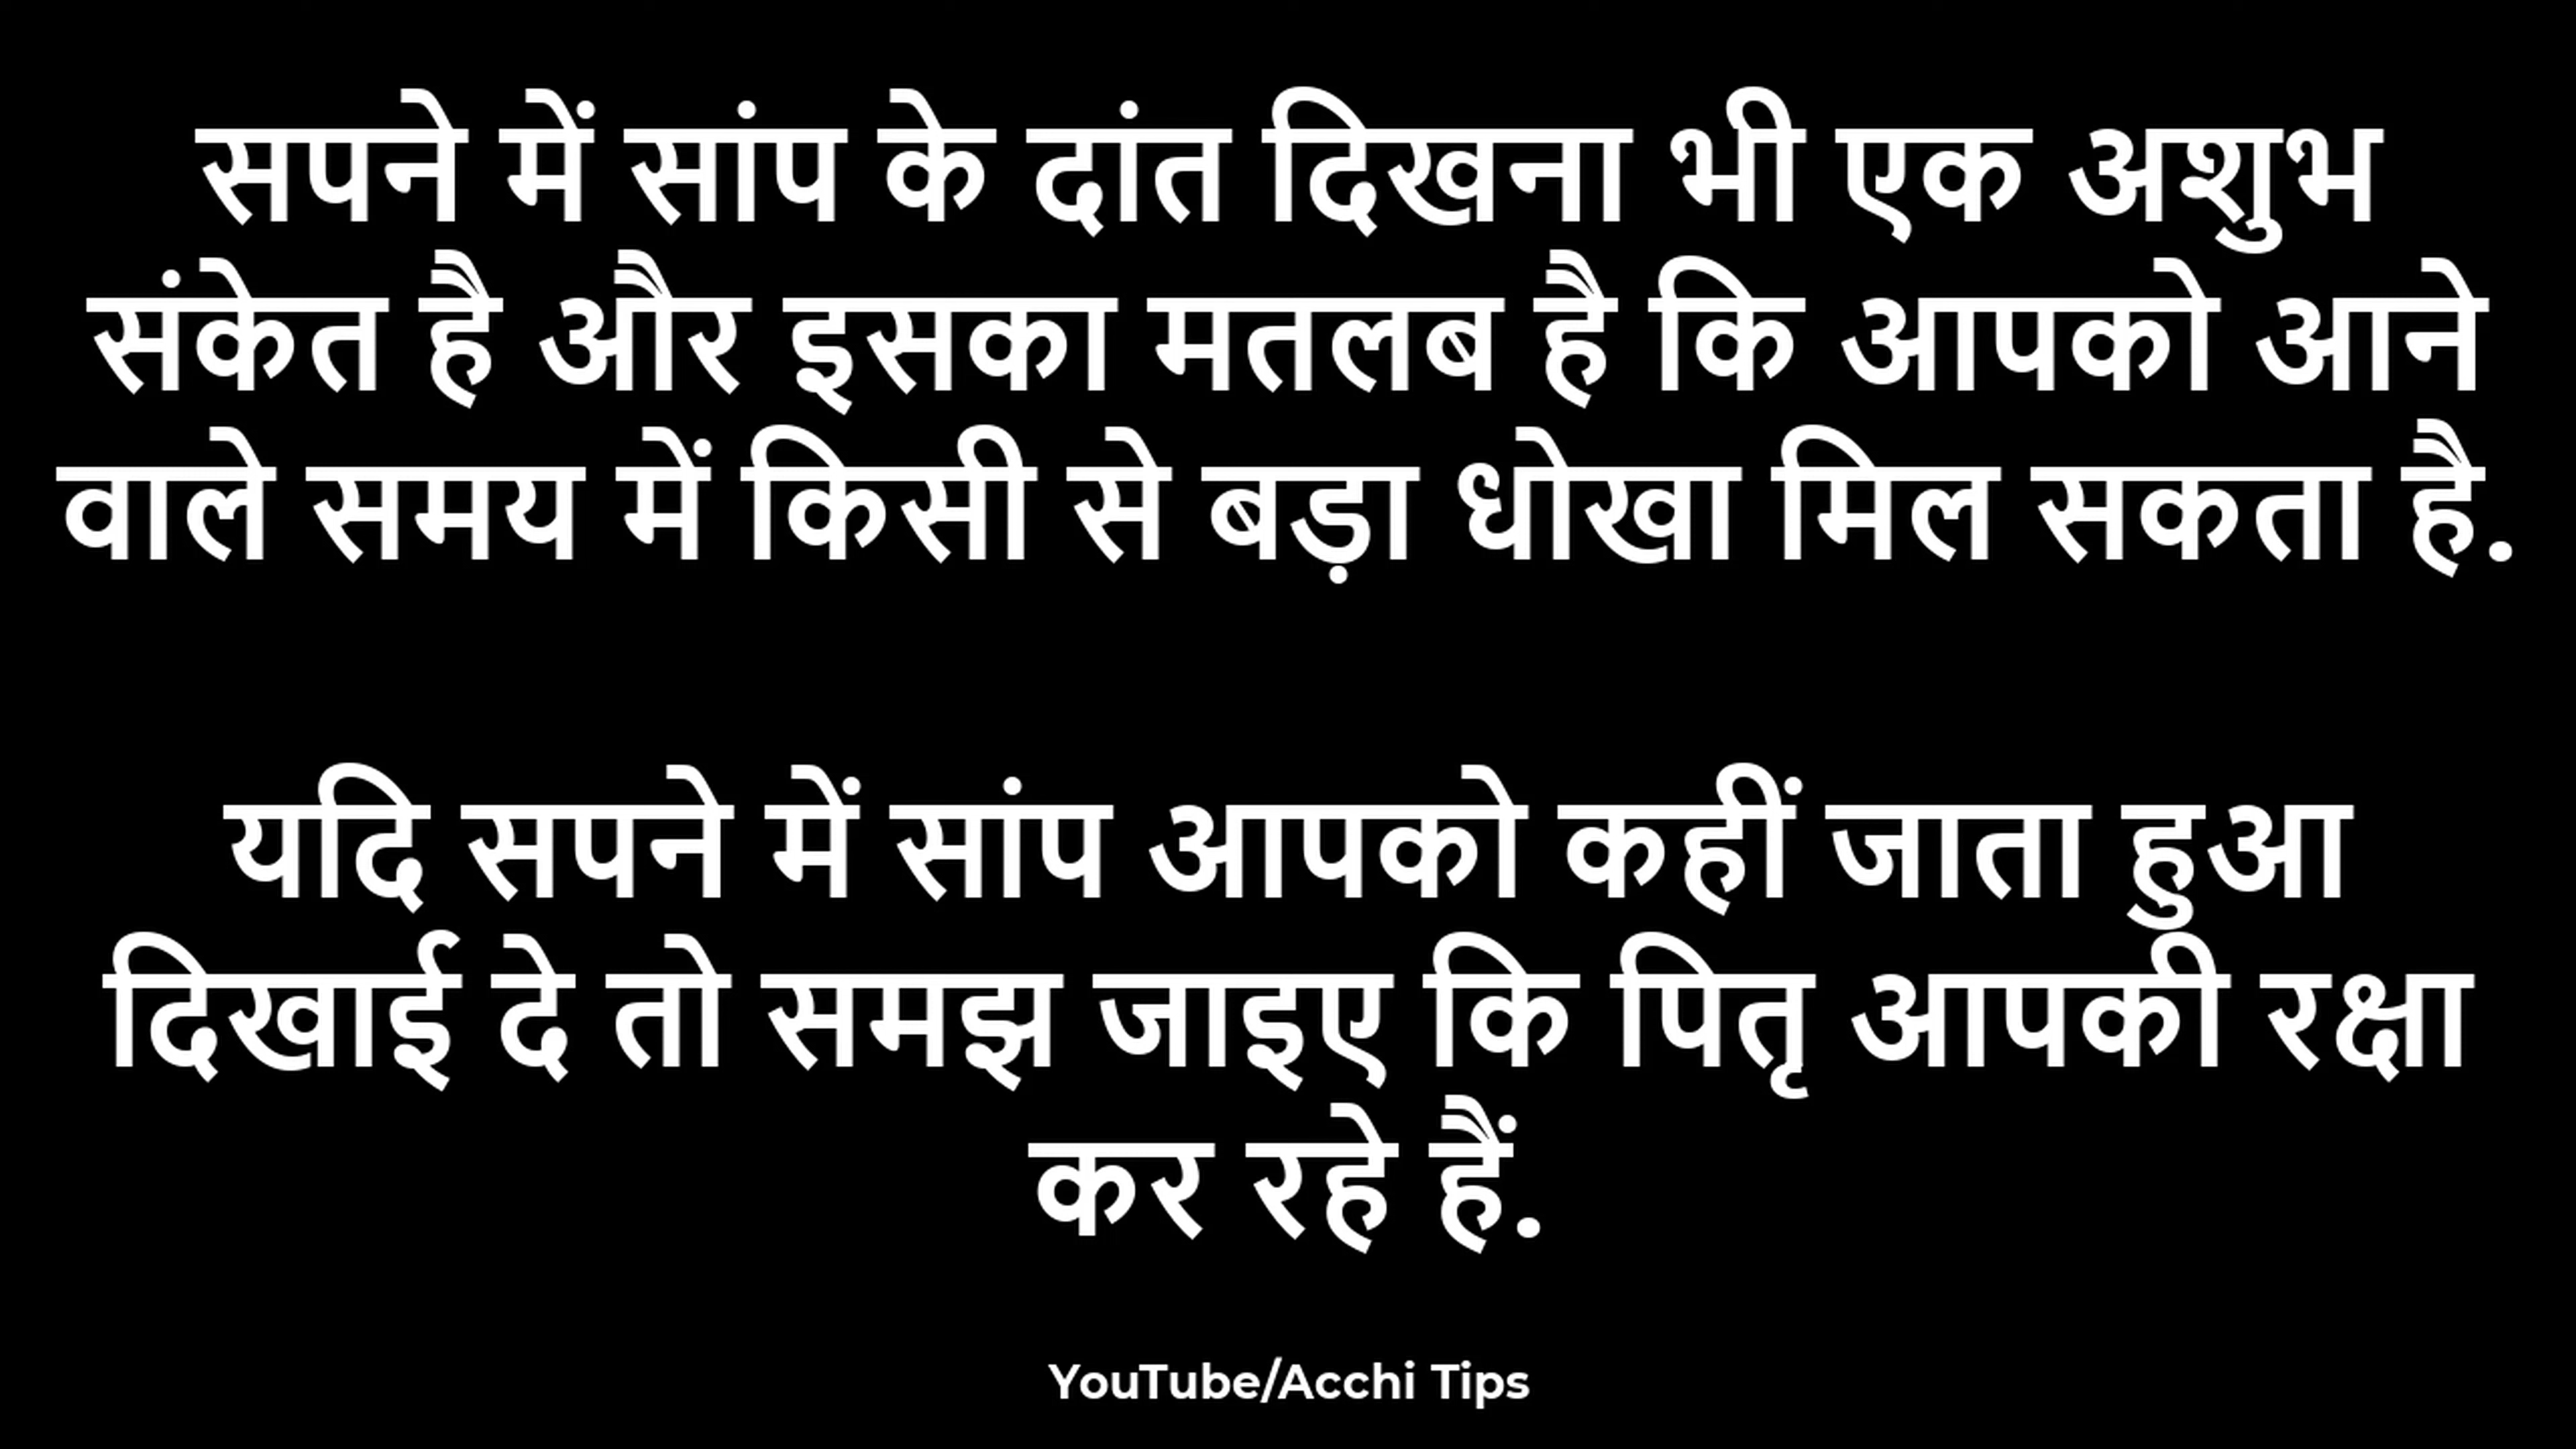 सपने में सांप के दांत दिखना भी एक अशुभ
संकेत है और इसका मतलब है कि आपको आने
वाले समय में किसी से बड़ा धोखा मिल सकता है.
यदि सपने में सांप आपको कहीं जाता हुआ
दिखाई दे तो समझ जाइए कि पितृ आपकी रक्षा
कर रहे हैं.
YouTube/Acchi Tips